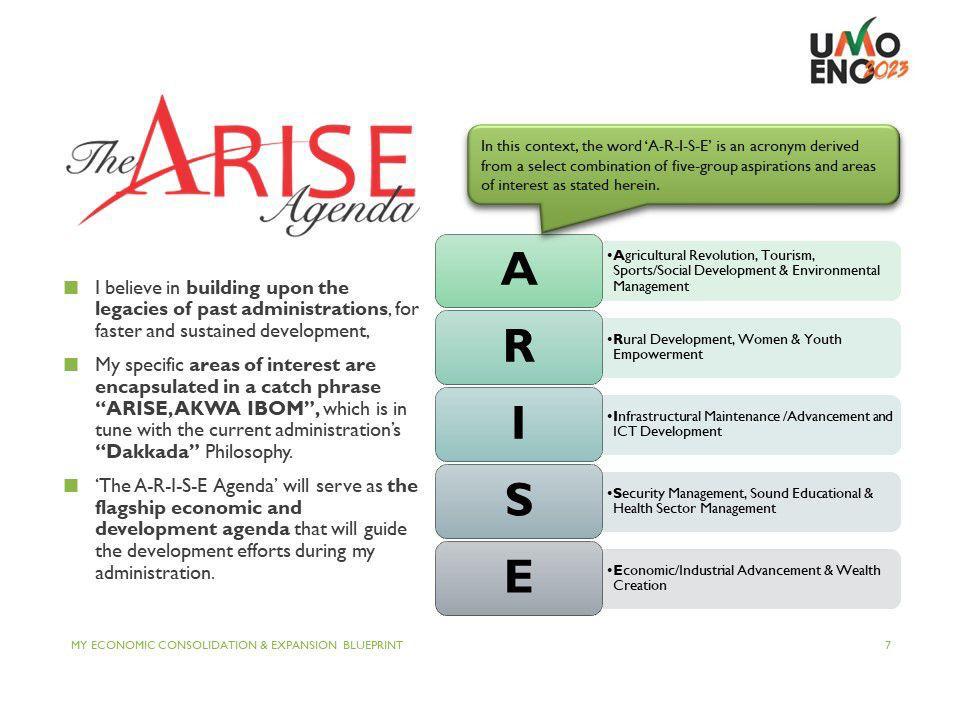 UMO
ENO 2023
The ARISE
Agenda
In this context, the word ‘A-R-I-S-E’ is an acronym derived
from a select combination of five-group aspirations and areas
of interest as stated herein.
■ I believe in building upon the
legacies of past administrations, for
faster and sustained development,
■ My specific areas of interest are
encapsulated in a catch phrase
“ARISE, AKWA IBOM”, which is in
tune with the current administration’s
“Dakkada” Philosophy.
■ ‘The A-R-I-S-E Agenda’ will serve as the
flagship economic and
development agenda that will guide
the development efforts during my
administration.
A
•Agricultural Revolution, Tourism,
Sports/Social Development & Environmental
Management
R
•Rural Development, Women & Youth
Empowerment
I
•Infrastructural Maintenance /Advancement and
ICT Development
S
•Security Management, Sound Educational &
Health Sector Management
E
•Economic/Industrial Advancement & Wealth
Creation
MY ECONOMIC CONSOLIDATION & EXPANSION BLUEPRINT
7